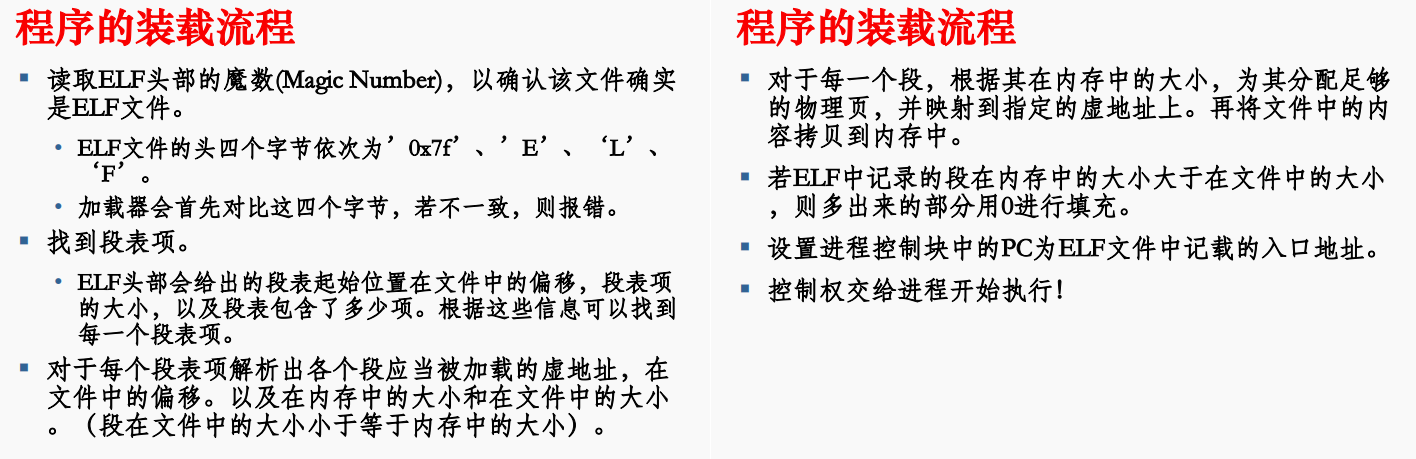 程序的装载流程
▪ 读取ELF头部的魔数(Magic Number)，以确认该文件确实
是ELF文件。
• ELF文件的头四个字节依次为’0x7f’、’E’、‘L’、
‘F’。
• 加载器会首先对比这四个字节，若不一致，则报错。
▪ 找到段表项。
• ELF头部会给出的段表起始位置在文件中的偏移，段表项
的大小，以及段表包含了多少项。根据这些信息可以找到
每一个段表项。
▪ 对于每个段表项解析出各个段应当被加载的虚地址，在
文件中的偏移。以及在内存中的大小和在文件中的大小
。（段在文件中的大小小于等于内存中的大小）。
程序的装载流程
▪ 对于每一个段，根据其在内存中的大小，为其分配足够
的物理页，并映射到指定的虚地址上。再将文件中的内
容拷贝到内存中。
▪ 若ELF中记录的段在内存中的大小大于在文件中的大小
，则多出来的部分用0进行填充。
▪ 设置进程控制块中的PC为ELF文件中记载的入口地址。
▪ 控制权交给进程开始执行！